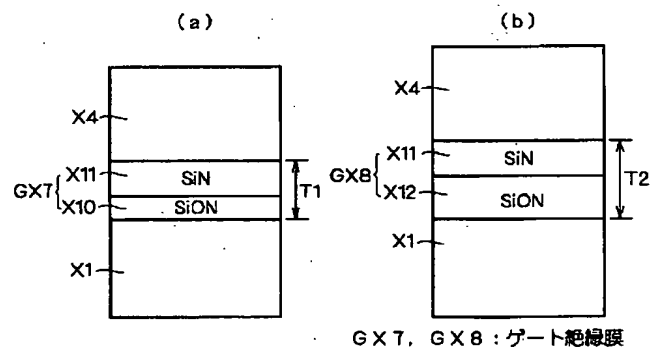 (a)
X4
X11
SiN
GX7
X10
SiON
T1
X1
(b)
X4
X11
SiN
GX8
X12
SiON
T2
X1
GX7, GX8:ゲート絶縁膜